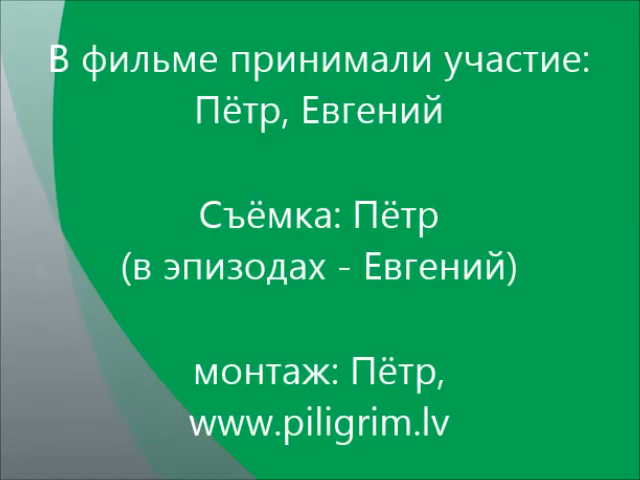 В фильме принимали участие:
Пётр, Евгений
Съёмка: Пётр
(в эпизодах - Евгений)
монтаж: Пётр,
www.piligrim.lv